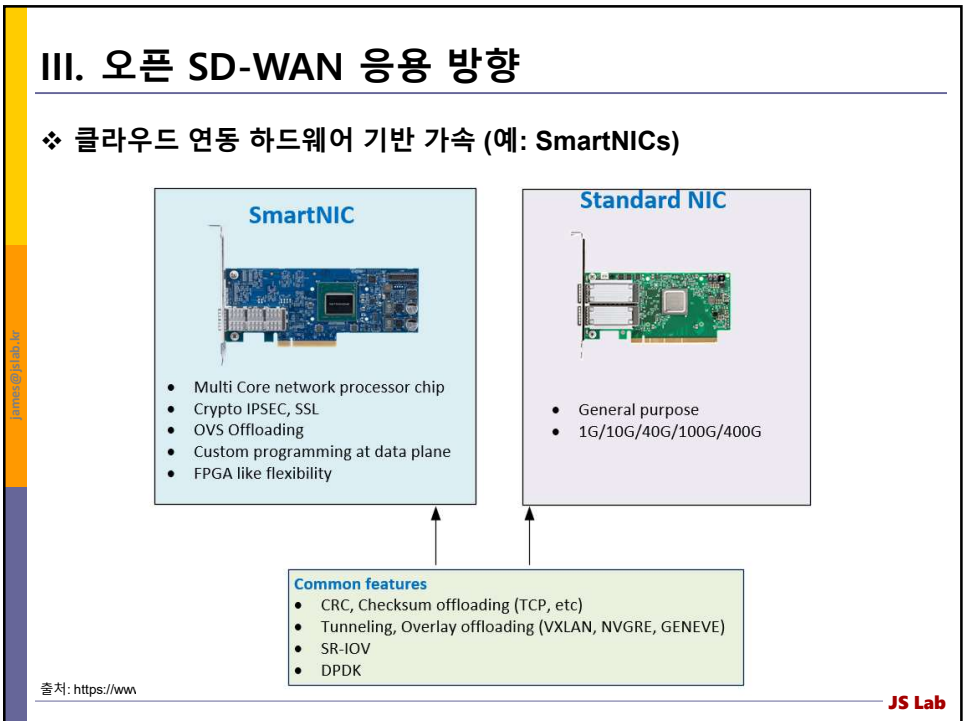 III. 오픈 SD-WAN 응용 방향
❖ 클라우드 연동 하드웨어 기반 가속 (예: SmartNICs)
SmartNIC
• Multi Core network processor chip
• Crypto IPSEC, SSL
• OVS Offloading
• Custom programming at data plane
• FPGA like flexibility
Standard NIC
• General purpose
• 1G/10G/40G/100G/400G
Common features
• CRC, Checksum offloading (TCP, etc)
• Tunneling, Overlay offloading (VXLAN, NVGRE, GENEVE)
• SR-IOV
• DPDK
james@jslab.kr
출처: https://www
JS Lab